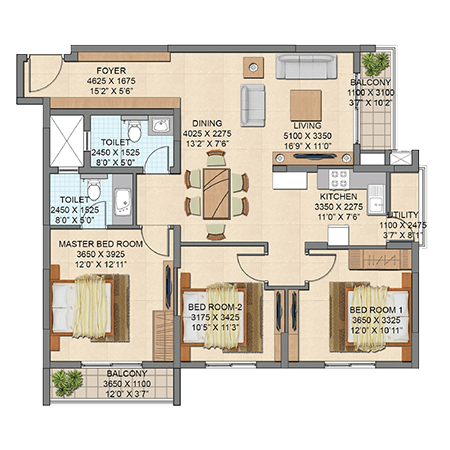 FOYER
4625 X 1675
15'2" X 5'6"
BALCONY
1100 X 3100
3'7" X 10'2"
DINING
4025 X 2275
13'2" X 7'6"
LIVING
5100 X 3350
16'9" X 11'0"
TOILET
2450 X 1525
8'0" X 5'0"
TOILET
2450 X 1525
8'0" X 5'0"
KITCHEN
3350 X 2275
11'0" X 7'6"
UTILITY
1100 X 2475
3'7" X 8'1"
MASTER BED ROOM
3650 X 3925
12'0" X 12'11"
BED ROOM-2
3175 X 3425
10'5" X 11'3"
BED ROOM 1
3650 X 3325
12'0" X 10'11"
BALCONY
3650 X 1100
12'0" X 3'7"